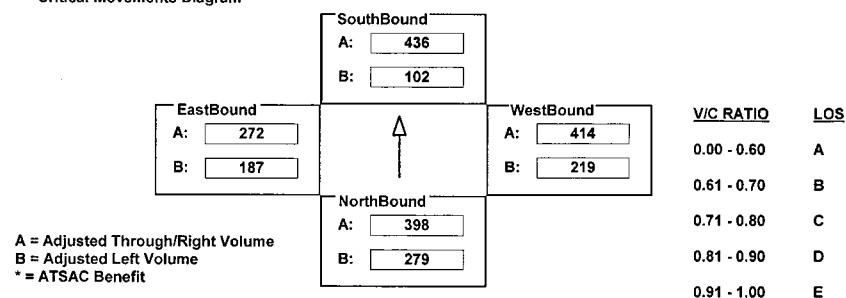 Critical Movements Diagram
SouthBound
A: 436
B: 102
EastBound
A: 272
B: 187
WestBound
A: 414
B: 219
NorthBound
A: 398
B: 279
A = Adjusted Through/Right Volume
B = Adjusted Left Volume
* = ATSAC Benefit
V/C RATIO LOS
0.00 - 0.60 A
0.61 - 0.70 B
0.71 - 0.80 C
0.81 - 0.90 D
0.91 - 1.00 E